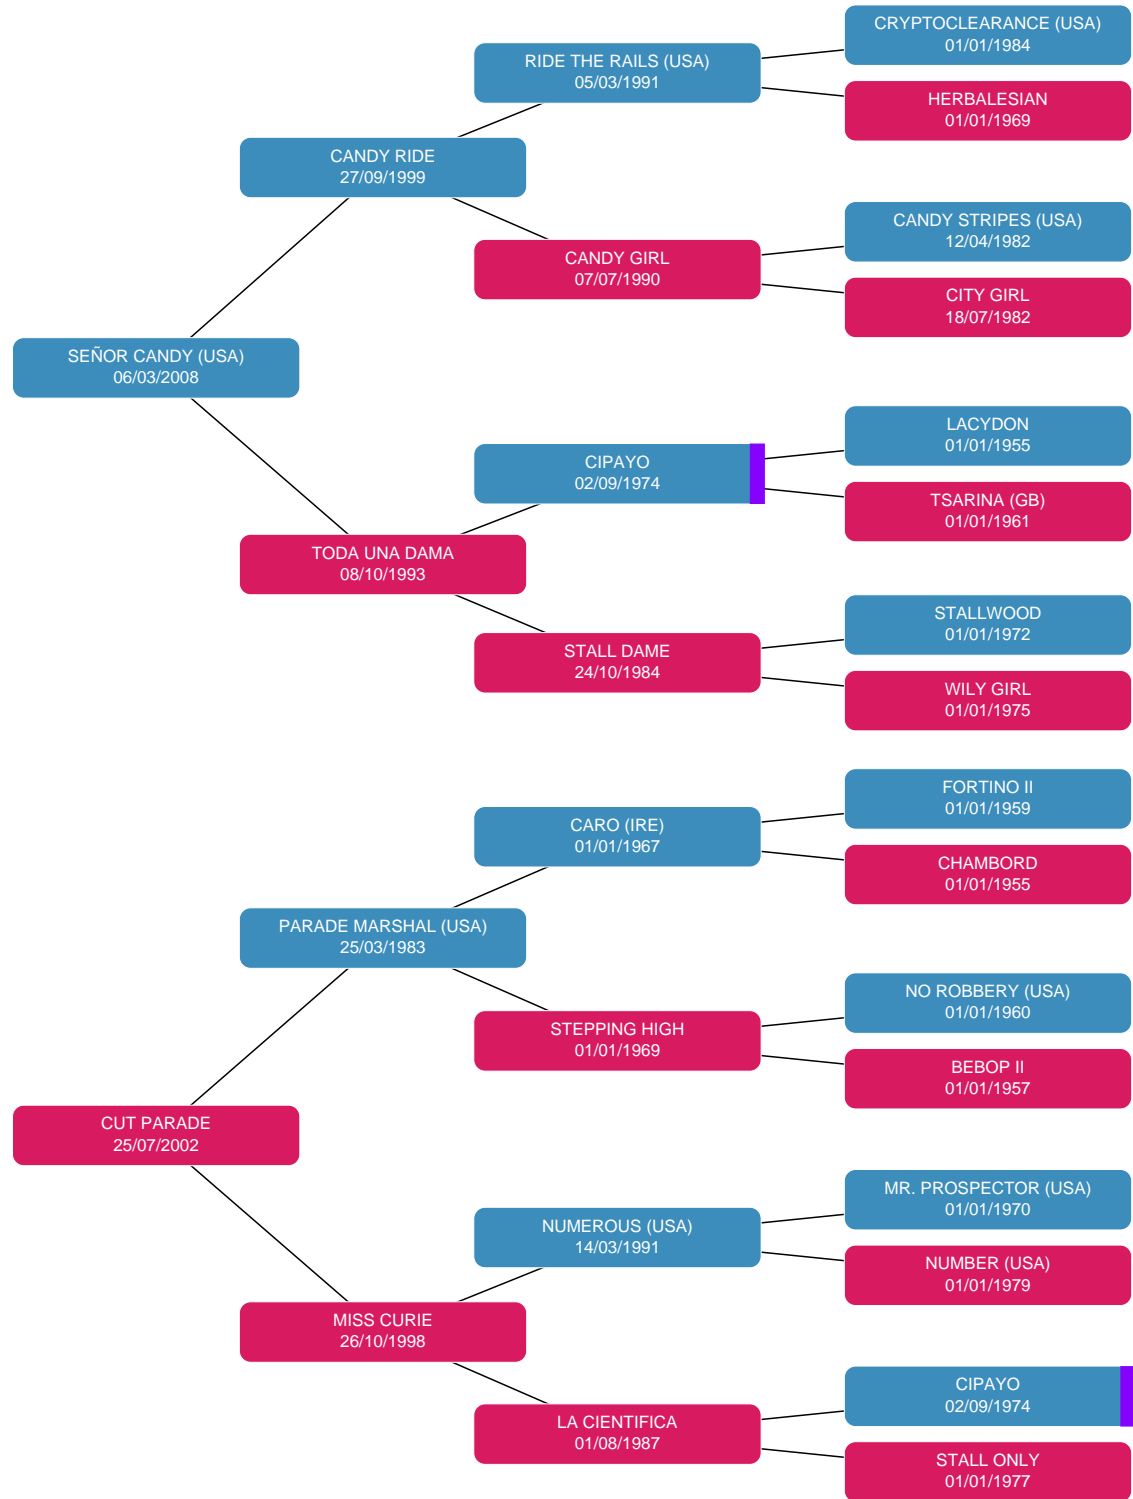 CRYPTOCLEARANCE (USA)
01/01/1984
RIDE THE RAILS (USA)
05/03/1991
HERBALESIAN
01/01/1969
CANDY RIDE
27/09/1999
CANDY STRIPES (USA)
12/04/1982
CANDY GIRL
07/07/1990
CITY GIRL
18/07/1982
SEÑOR CANDY (USA)
06/03/2008
LACYDON
01/01/1955
CIPAYO
02/09/1974
TSARINA (GB)
01/01/1961
TODA UNA DAMA
08/10/1993
STALLWOOD
01/01/1972
STALL DAME
24/10/1984
WILY GIRL
01/01/1975
FORTINO II
01/01/1959
CARO (IRE)
01/01/1967
CHAMBORD
01/01/1955
PARADE MARSHAL (USA)
25/03/1983
NO ROBBERY (USA)
01/01/1960
STEPPING HIGH
01/01/1969
BEBOP II
01/01/1957
CUT PARADE
25/07/2002
MR. PROSPECTOR (USA)
01/01/1970
NUMEROUS (USA)
14/03/1991
NUMBER (USA)
01/01/1979
MISS CURIE
26/10/1998
CIPAYO
02/09/1974
LA CIENTIFICA
01/08/1987
STALL ONLY
01/01/1977